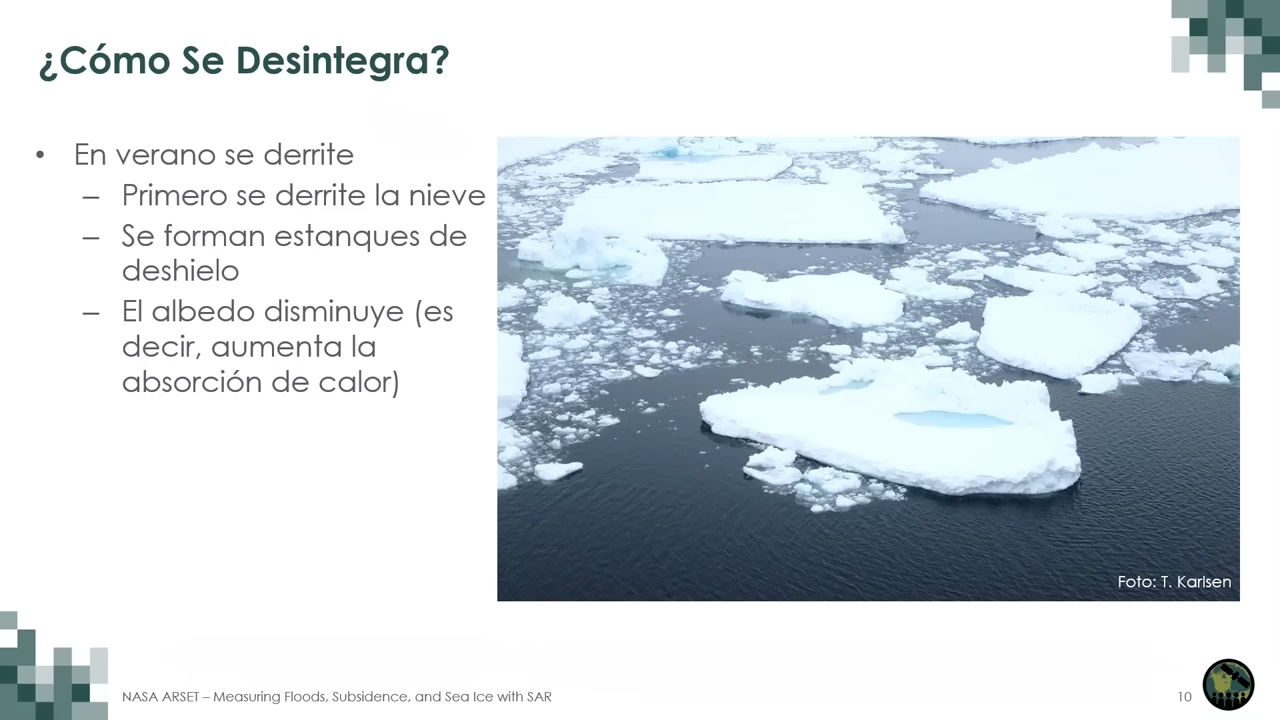 ¿Cómo Se Desintegra?
• En verano se derrite
– Primero se derrite la nieve
– Se forman estanques de
deshielo
– El albedo disminuye (es
decir, aumenta la
absorción de calor)
Foto: T. Karlsen
NASA ARSET – Measuring Floods, Subsidence, and Sea Ice with SAR
10